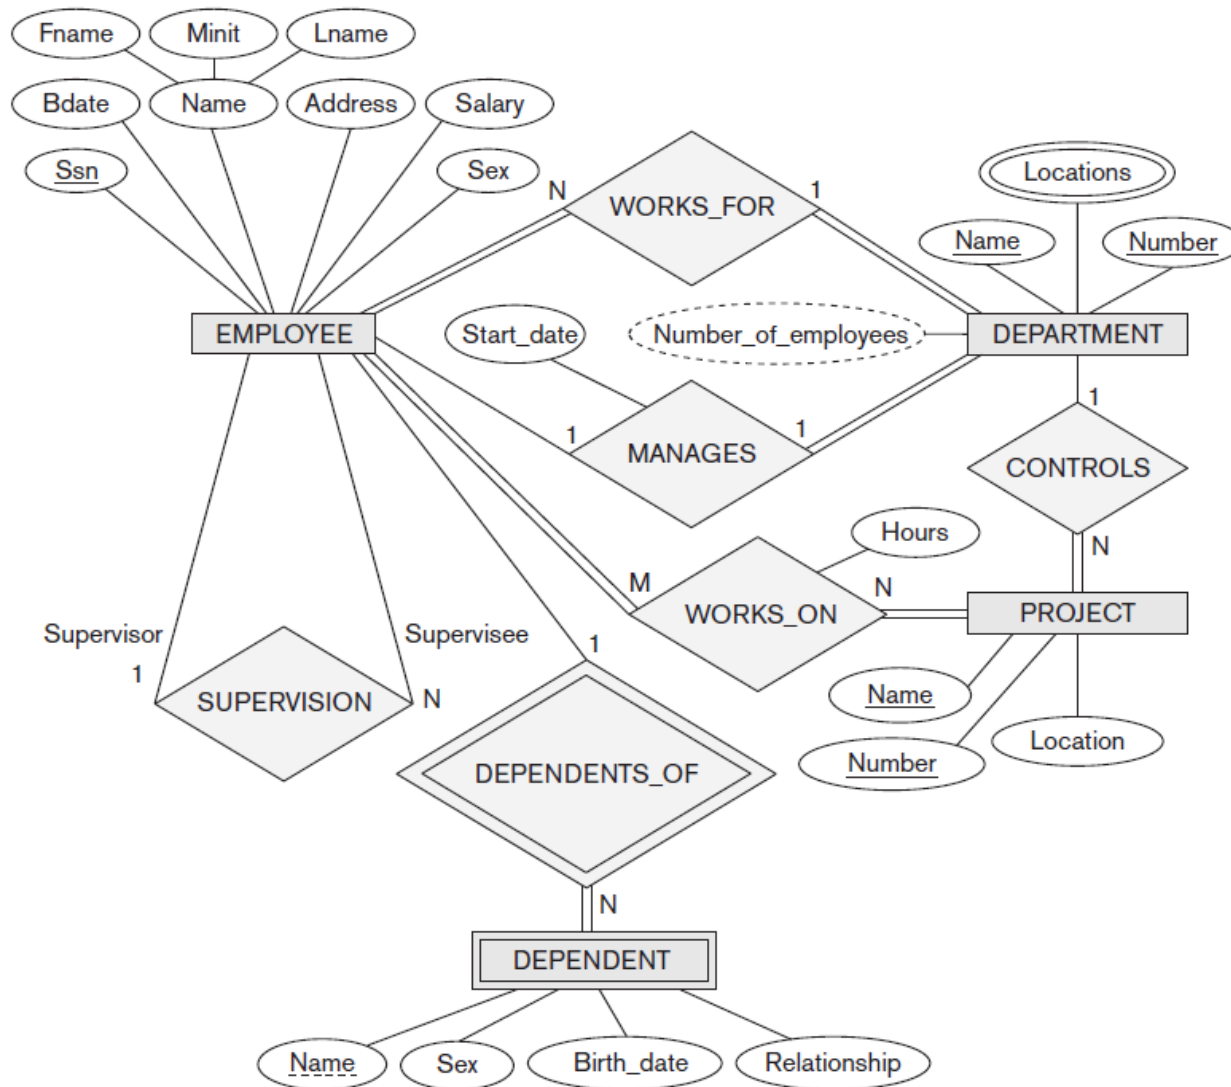 Fname
Minit
Lname
Bdate
Name
Address
Salary
Ssn
Sex
N
WORKS_FOR
1
Locations
Name
Number
EMPLOYEE
Start_date
Number_of_employees
DEPARTMENT
1
MANAGES
1
1
CONTROLS
N
Hours
M
WORKS_ON
N
PROJECT
Supervisor
Supervisee
1
SUPERVISION
N
1
Name
Number
Location
DEPENDENTS_OF
N
DEPENDENT
Name
Sex
Birth_date
Relationship